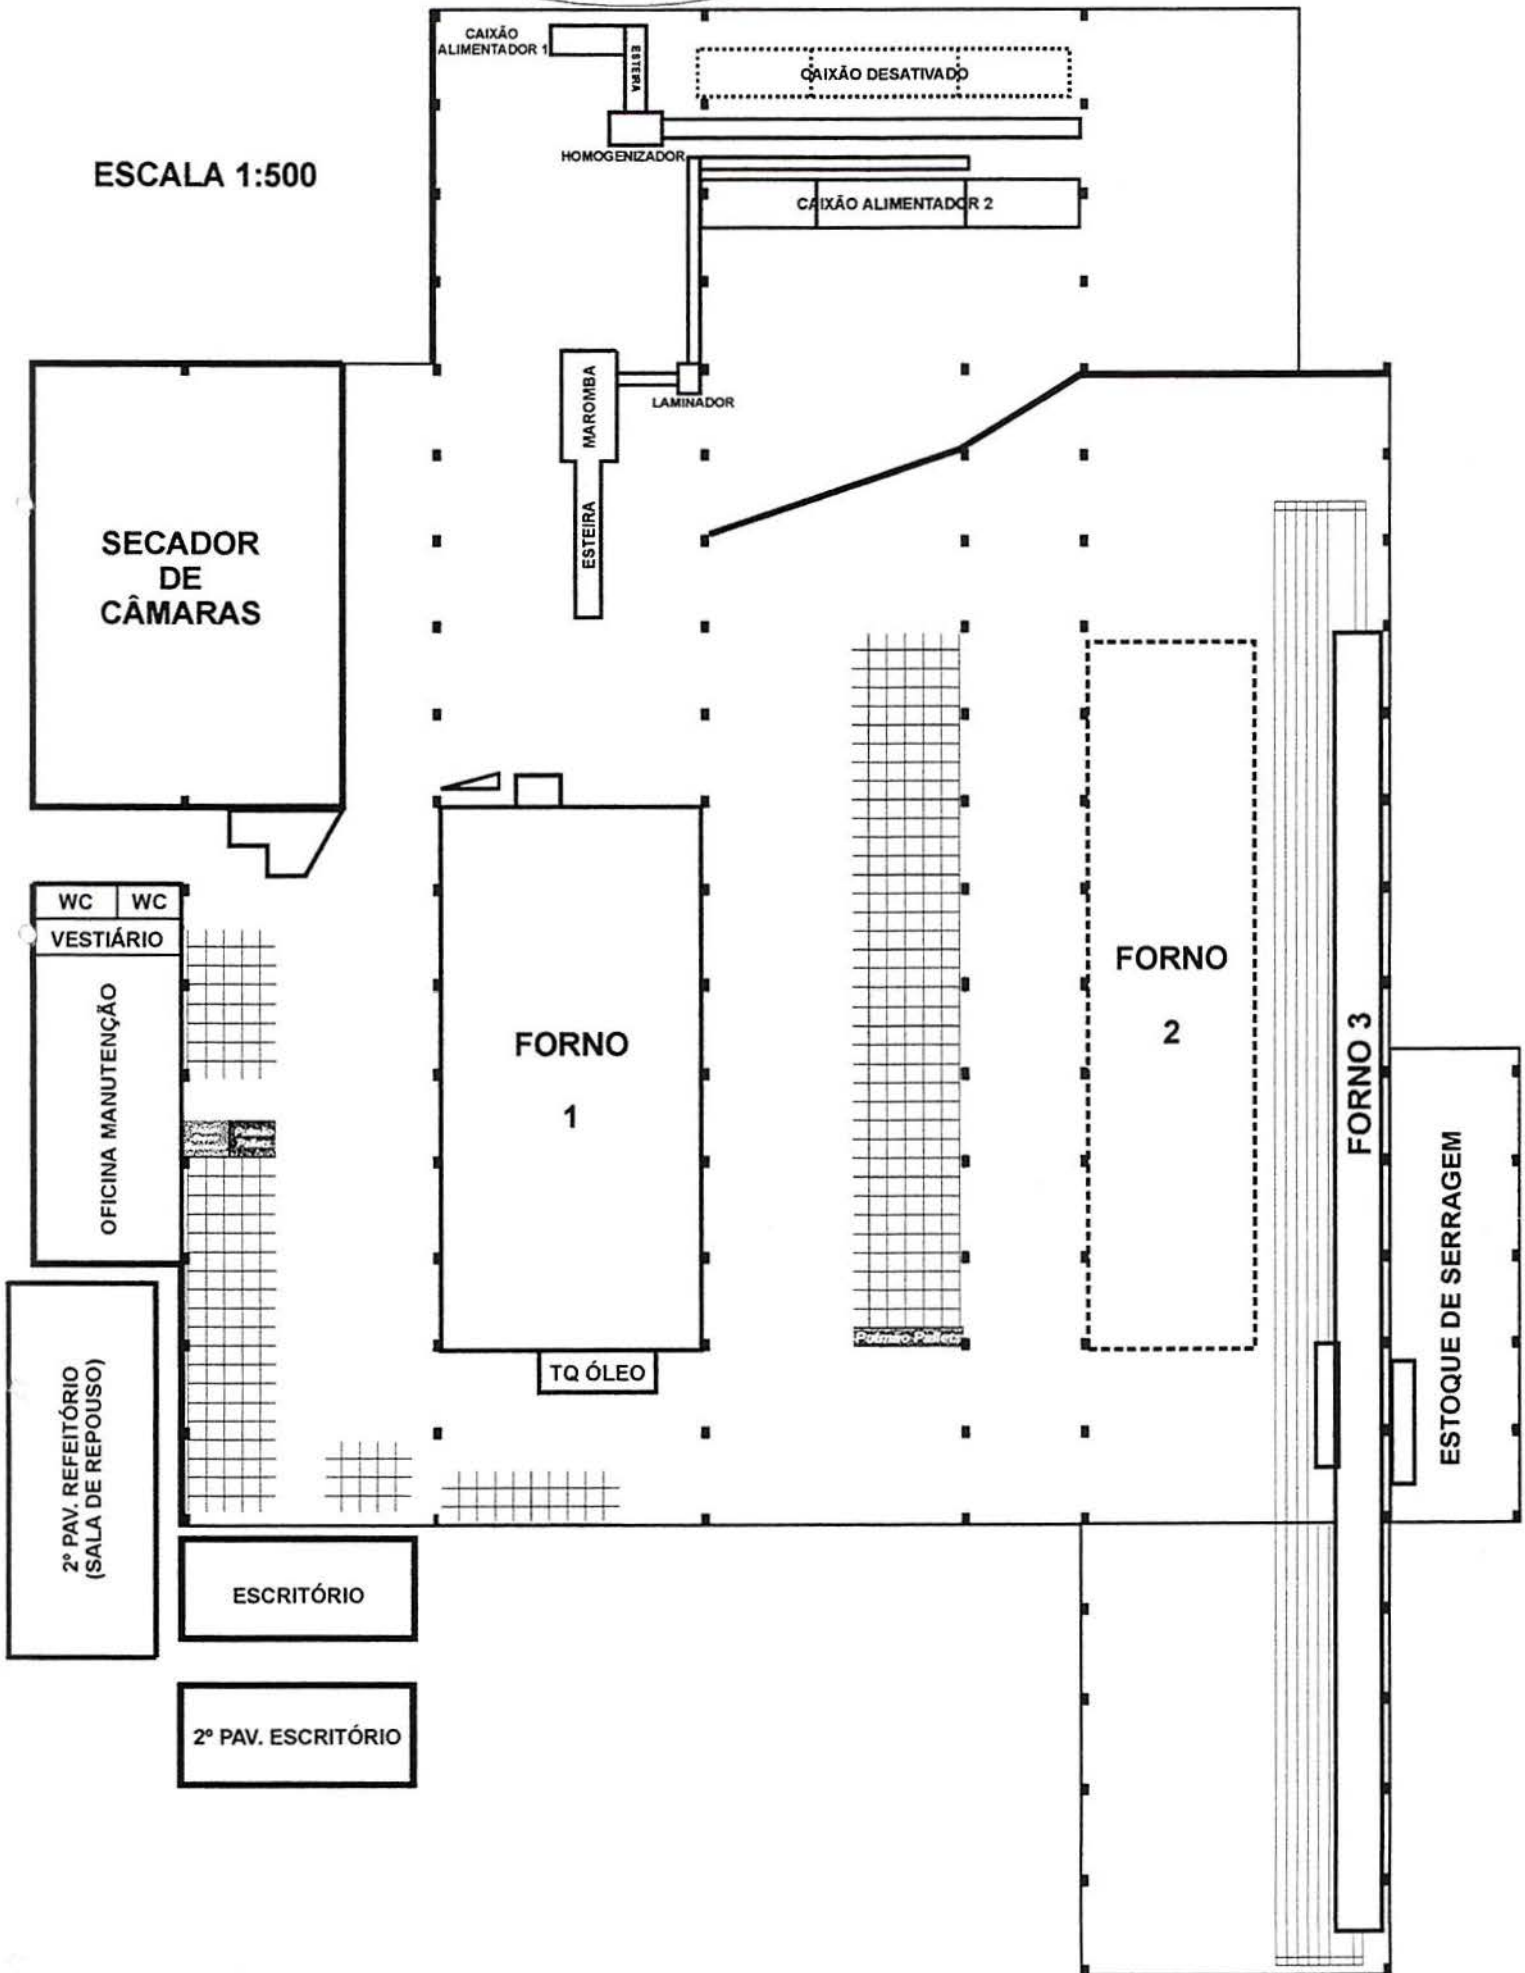 CAIXÃO
ALIMENTADOR 1
ESTEIRA
CAIXÃO DESATIVADO
HOMOGENIZADOR
ESCALA 1:500
CAIXÃO ALIMENTADOR 2
MAROMBA
LAMINADOR
ESTEIRA
SECADOR
DE
CÂMARAS
WC
WC
VESTIÁRIO
OFICINA MANUTENÇÃO
FORNO
1
FORNO
2
FORNO 3
ESTOQUE DE SERRAGEM
TQ ÓLEO
2º PAV. REFEITÓRIO
(SALA DE REPOUSO)
ESCRITÓRIO
2º PAV. ESCRITÓRIO